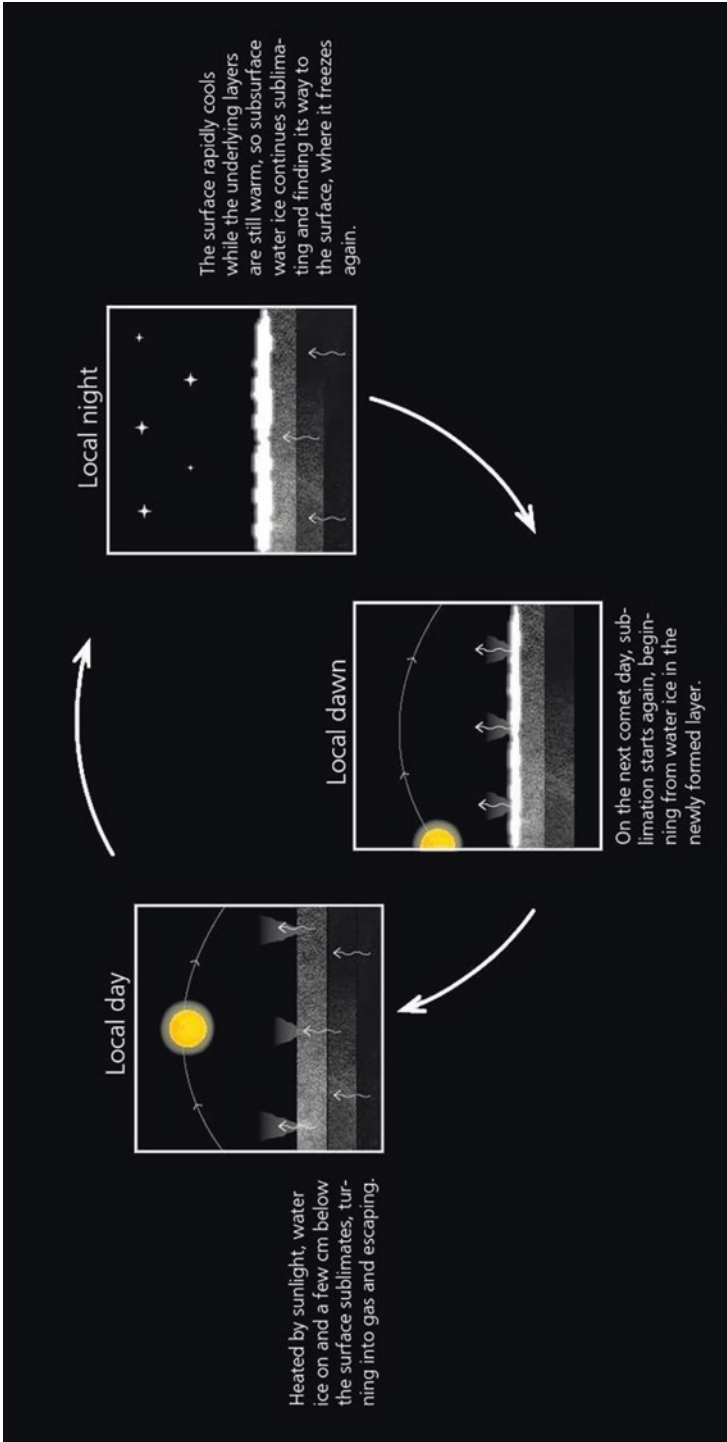 Local day
Heated by sunlight, water
ice on and a few cm below
the surface sublimates, tur-
ning into gas and escaping.
Local night
The surface rapidly cools
while the underlying layers
are still warm, so subsurface
water ice continues sublima-
ting and finding its way to
the surface, where it freezes
again.
Local dawn
On the next comet day, sub-
limation starts again, begin-
ning from water ice in the
newly formed layer.